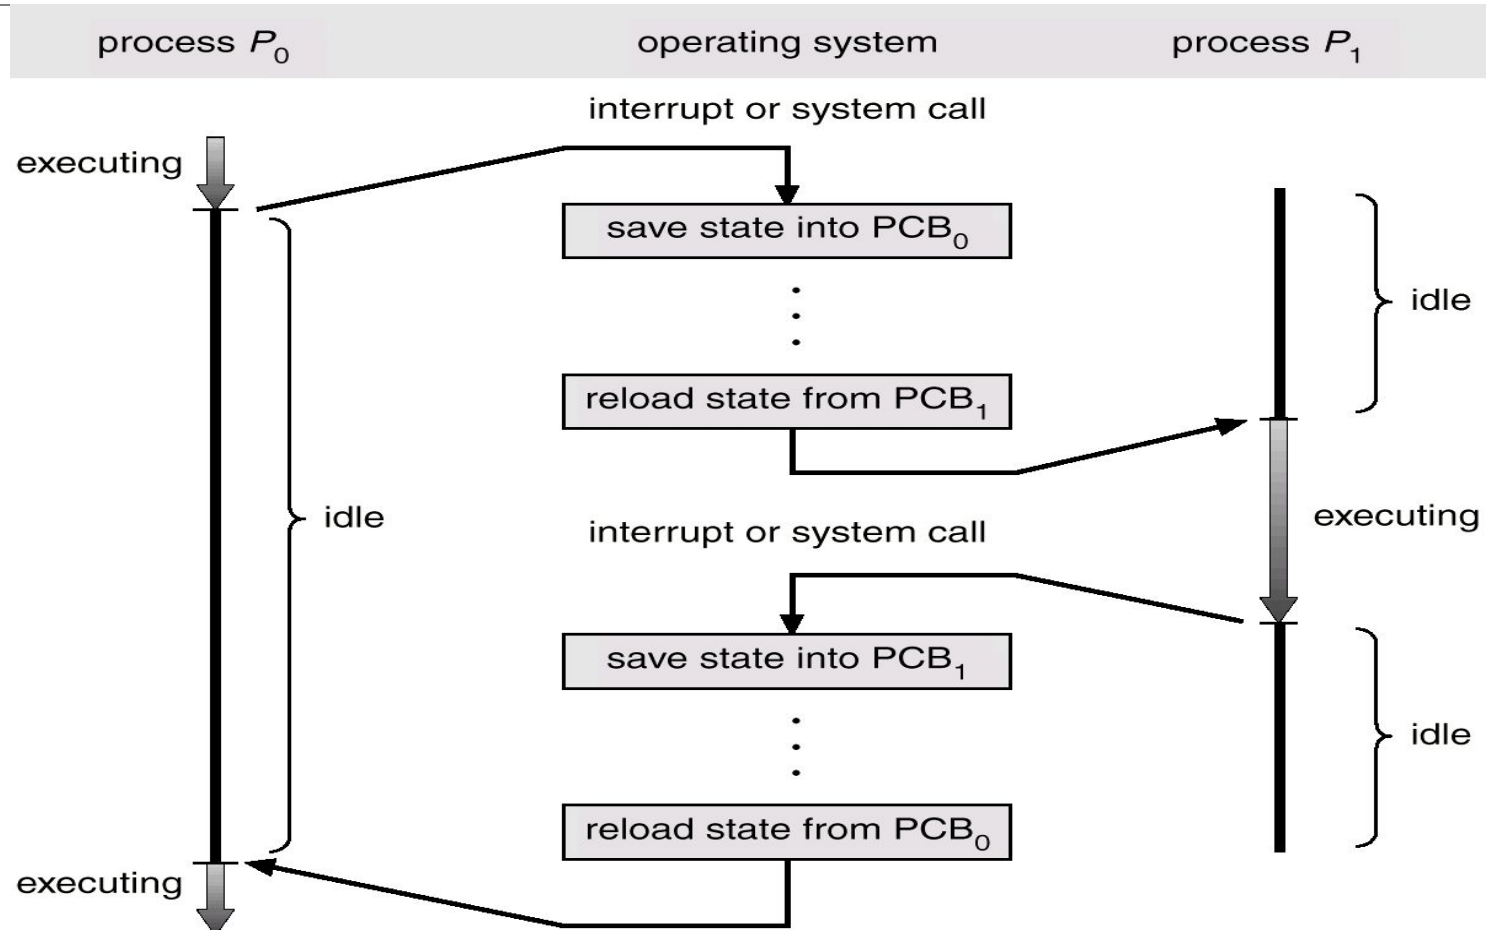 process P₀ operating system process P₁
interrupt or system call
executing
save state into PCB₀
idle
reload state from PCB₁
idle
interrupt or system call
executing
save state into PCB₁
idle
reload state from PCB₀
executing